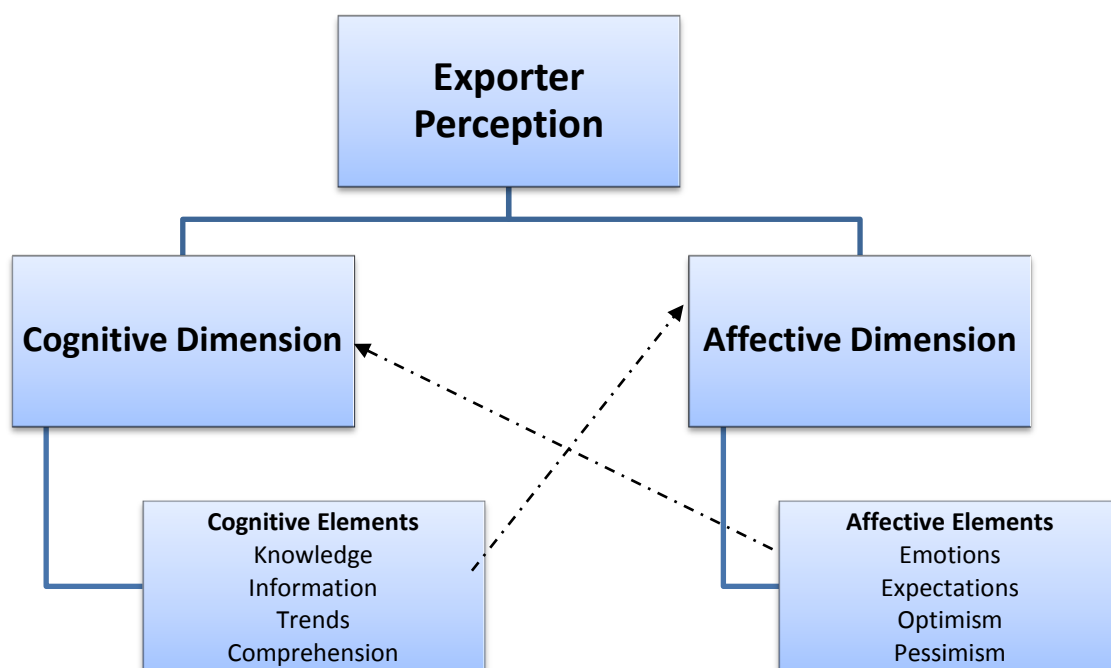 Exporter
Perception
Cognitive Dimension
Affective Dimension
Cognitive Elements
Knowledge
Information
Trends
Comprehension
Affective Elements
Emotions
Expectations
Optimism
Pessimism